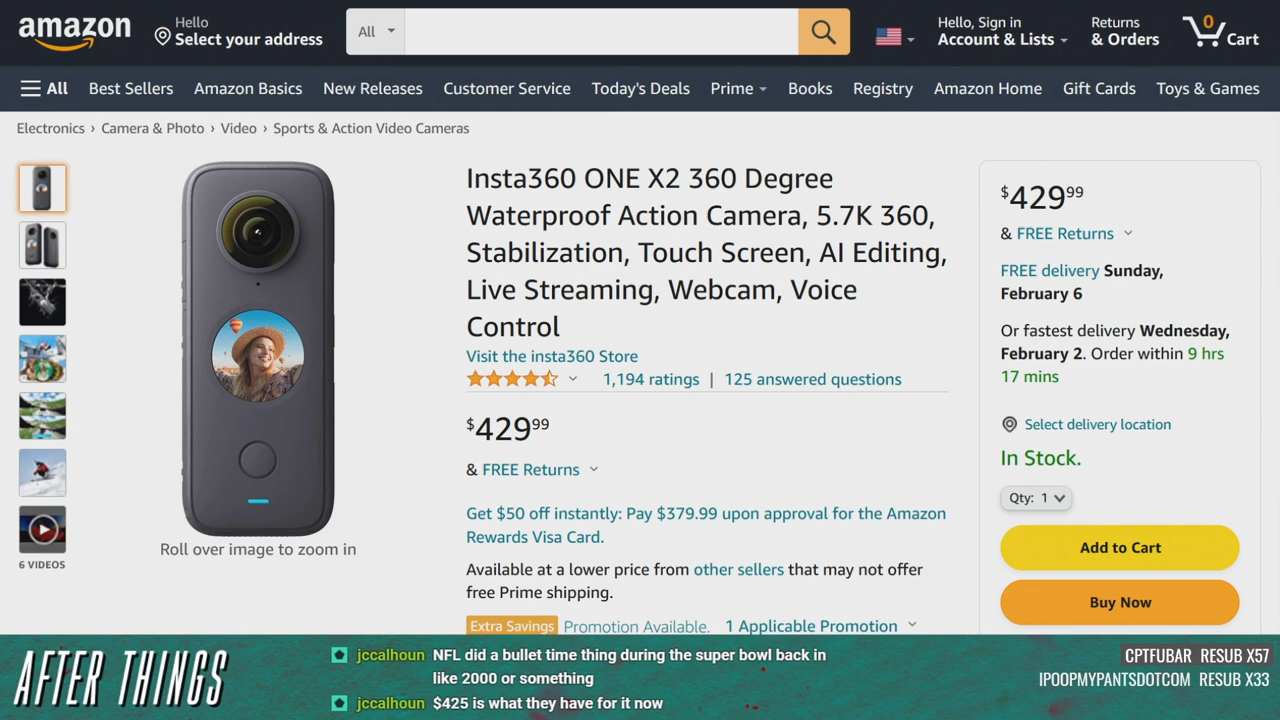 amazon
Hello
Select your address
All
Hello, Sign in
Account & Lists
Returns
& Orders
0
Cart
All
Best Sellers
Amazon Basics
New Releases
Customer Service
Today's Deals
Prime
Books
Registry
Amazon Home
Gift Cards
Toys & Games
Electronics › Camera & Photo › Video › Sports & Action Video Cameras
6 VIDEOS
Roll over image to zoom in
Insta360 ONE X2 360 Degree
Waterproof Action Camera, 5.7K 360,
Stabilization, Touch Screen, AI Editing,
Live Streaming, Webcam, Voice
Control
Visit the insta360 Store
1,194 ratings | 125 answered questions
$429 99
& FREE Returns
Get $50 off instantly: Pay $379.99 upon approval for the Amazon
Rewards Visa Card.
Available at a lower price from other sellers that may not offer
free Prime shipping.
Extra Savings Promotion Available. 1 Applicable Promotion
$429 99
& FREE Returns
FREE delivery Sunday,
February 6
Or fastest delivery Wednesday,
February 2. Order within 9 hrs
17 mins
Select delivery location
In Stock.
Qty: 1
Add to Cart
Buy Now
AFTER THINGS
jccalhoun NFL did a bullet time thing during the super bowl back in
like 2000 or something
jccalhoun $425 is what they have for it now
CPTFUBAR RESUB X57
IPOOPMYPANTSDOTCOM RESUB X33